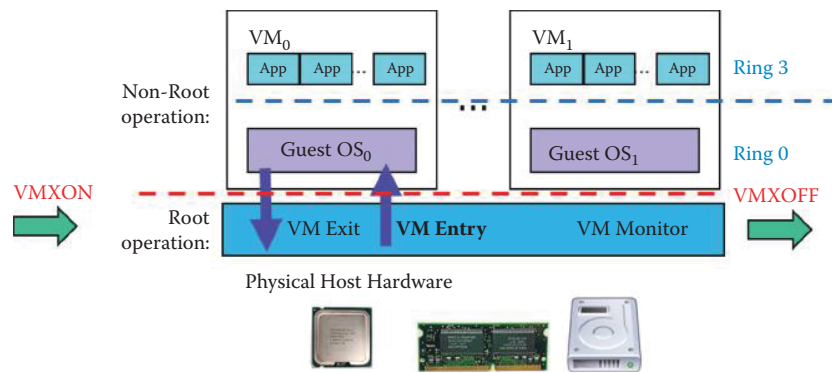 VM0
VM1
App App ... App
App App ... App
Ring 3
Non-Root
operation:
...
Guest OS0
Guest OS1
Ring 0
VMXON
VMXOFF
Root
operation:
VM Exit
VM Entry
VM Monitor
Physical Host Hardware